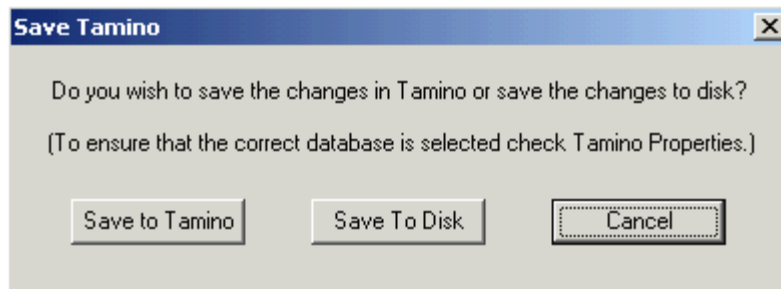 Save Tamino
Do you wish to save the changes in Tamino or save the changes to disk?
(To ensure that the correct database is selected check Tamino Properties.)
Save to Tamino Save To Disk Cancel